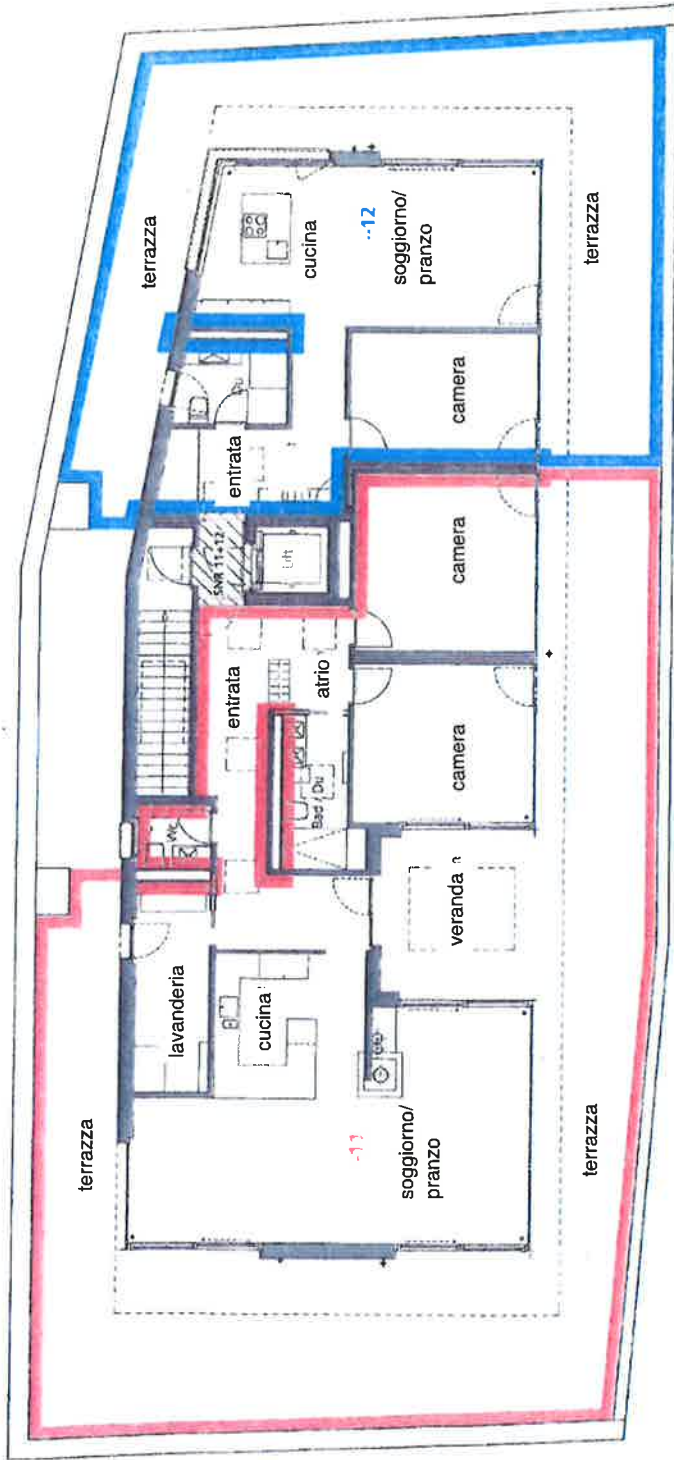 terrazza
terrazza
cucina
··12
soggiorno/
pranzo
entrata
camera
SNR 11+12
Lift
camera
entrata
atrio
WC
Bad / Du
camera
veranda
lavanderia
cucina
terrazza
-11
soggiorno/
pranzo
terrazza